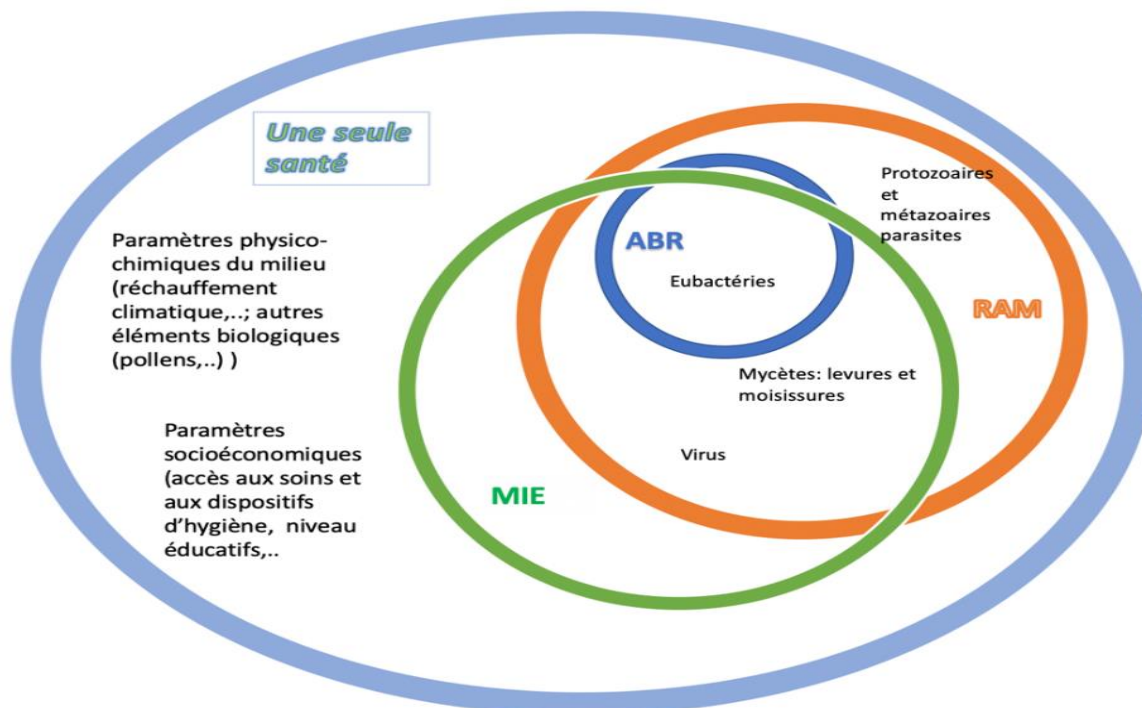 Une seule
santé
Paramètres physico-
chimiques du milieu
(réchauffement
climatique,..; autres
éléments biologiques
(pollens,..) )
Paramètres
socioéconomiques
(accès aux soins et
aux dispositifs
d'hygiène, niveau
éducatifs,..
ABR
Eubactéries
Protozoaires
et
métazoaires
parasites
RAM
Mycètes: levures et
moisissures
Virus
MIE